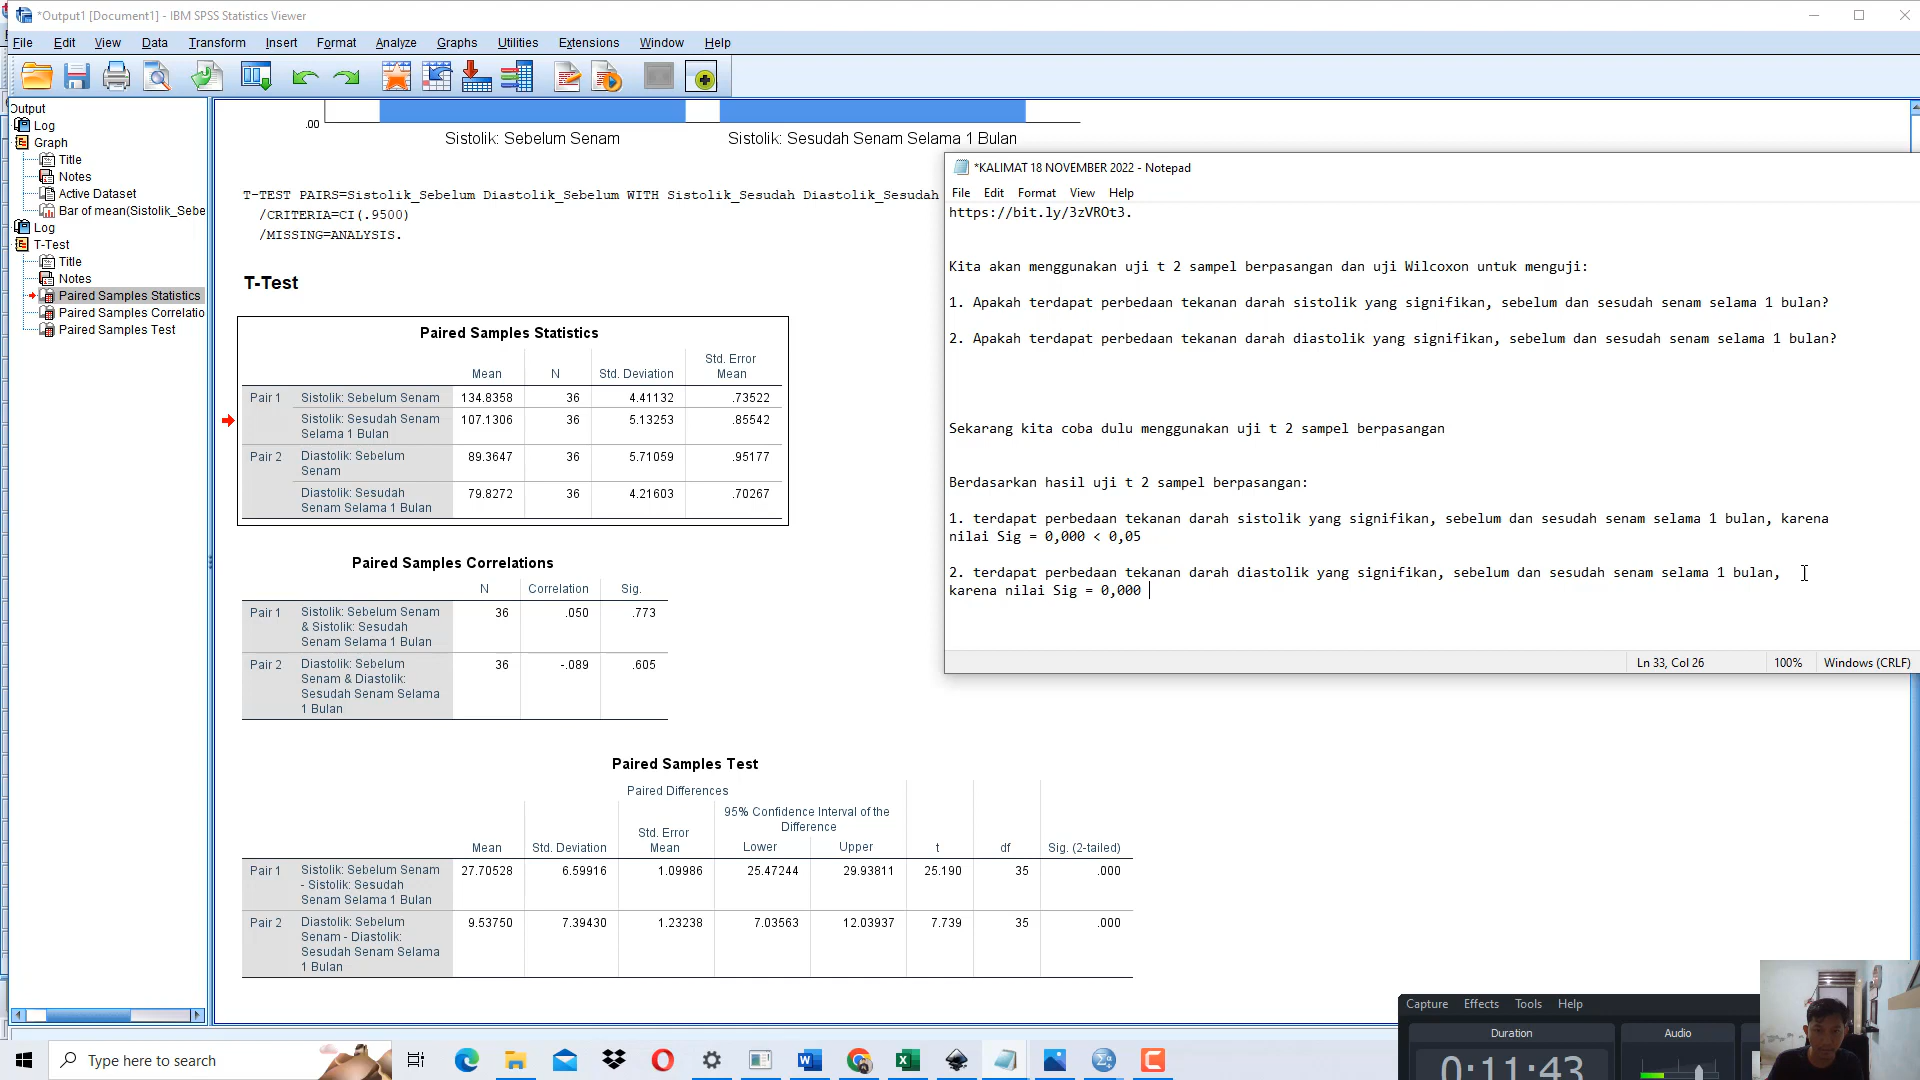 *Output1 [Document1] - IBM SPSS Statistics Viewer
File Edit View Data Transform Insert Format Analyze Graphs Utilities Extensions Window Help
Output
Log
Graph
Title
Notes
Active Dataset
Bar of mean(Sistolik_Sebe
Log
T-Test
Title
Notes
Paired Samples Statistics
Paired Samples Correlatio
Paired Samples Test
.00
Sistolik: Sebelum Senam Sistolik: Sesudah Senam Selama 1 Bulan
T-TEST PAIRS=Sistolik_Sebelum Diastolik_Sebelum WITH Sistolik_Sesudah Diastolik_Sesudah
/CRITERIA=CI(.9500)
/MISSING=ANALYSIS.
T-Test
Paired Samples Statistics
Mean N Std. Deviation Std. Error Mean
Pair 1 Sistolik: Sebelum Senam 134.8358 36 4.41132 .73522
Sistolik: Sesudah Senam 107.1306 36 5.13253 .85542
Selama 1 Bulan
Pair 2 Diastolik: Sebelum 89.3647 36 5.71059 .95177
Senam
Diastolik: Sesudah 79.8272 36 4.21603 .70267
Senam Selama 1 Bulan
Paired Samples Correlations
N Correlation Sig.
Pair 1 Sistolik: Sebelum Senam 36 .050 .773
& Sistolik: Sesudah
Senam Selama 1 Bulan
Pair 2 Diastolik: Sebelum 36 -.089 .605
Senam & Diastolik:
Sesudah Senam Selama
1 Bulan
Paired Samples Test
Paired Differences
95% Confidence Interval of the
Difference
Mean Std. Deviation Std. Error Mean Lower Upper t df Sig. (2-tailed)
Pair 1 Sistolik: Sebelum Senam 27.70528 6.59916 1.09986 25.47244 29.93811 25.190 35 .000
- Sistolik: Sesudah
Senam Selama 1 Bulan
Pair 2 Diastolik: Sebelum 9.53750 7.39430 1.23238 7.03563 12.03937 7.739 35 .000
Senam - Diastolik:
Sesudah Senam Selama
1 Bulan
*KALIMAT 18 NOVEMBER 2022 - Notepad
File Edit Format View Help
https://bit.ly/3zVROt3.
Kita akan menggunakan uji t 2 sampel berpasangan dan uji Wilcoxon untuk menguji:
1. Apakah terdapat perbedaan tekanan darah sistolik yang signifikan, sebelum dan sesudah senam selama 1 bulan?
2. Apakah terdapat perbedaan tekanan darah diastolik yang signifikan, sebelum dan sesudah senam selama 1 bulan?
Sekarang kita coba dulu menggunakan uji t 2 sampel berpasangan
Berdasarkan hasil uji t 2 sampel berpasangan:
1. terdapat perbedaan tekanan darah sistolik yang signifikan, sebelum dan sesudah senam selama 1 bulan, karena
nilai Sig = 0,000 < 0,05
2. terdapat perbedaan tekanan darah diastolik yang signifikan, sebelum dan sesudah senam selama 1 bulan,
karena nilai Sig = 0,000
Ln 33, Col 26 100% Windows (CRLF)
Capture Effects Tools Help
Duration Audio
0:11:43
Type here to search